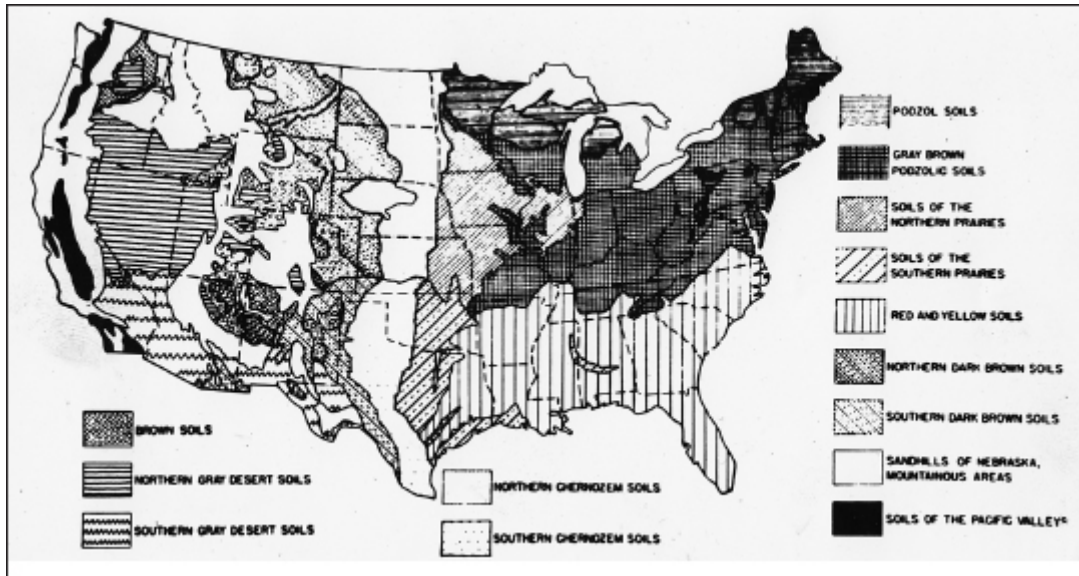 PODZOL SOILS
GRAY BROWN
PODZOLIC SOILS
SOILS OF THE
NORTHERN PRAIRIES
SOILS OF THE
SOUTHERN PRAIRIES
RED AND YELLOW SOILS
NORTHERN DARK BROWN SOILS
SOUTHERN DARK BROWN SOILS
SANDHILLS OF NEBRASKA,
MOUNTAINOUS AREAS
SOILS OF THE PACIFIC VALLEYS
BROWN SOILS
NORTHERN GRAY DESERT SOILS
SOUTHERN GRAY DESERT SOILS
NORTHERN CHERNOZEM SOILS
SOUTHERN CHERNOZEM SOILS